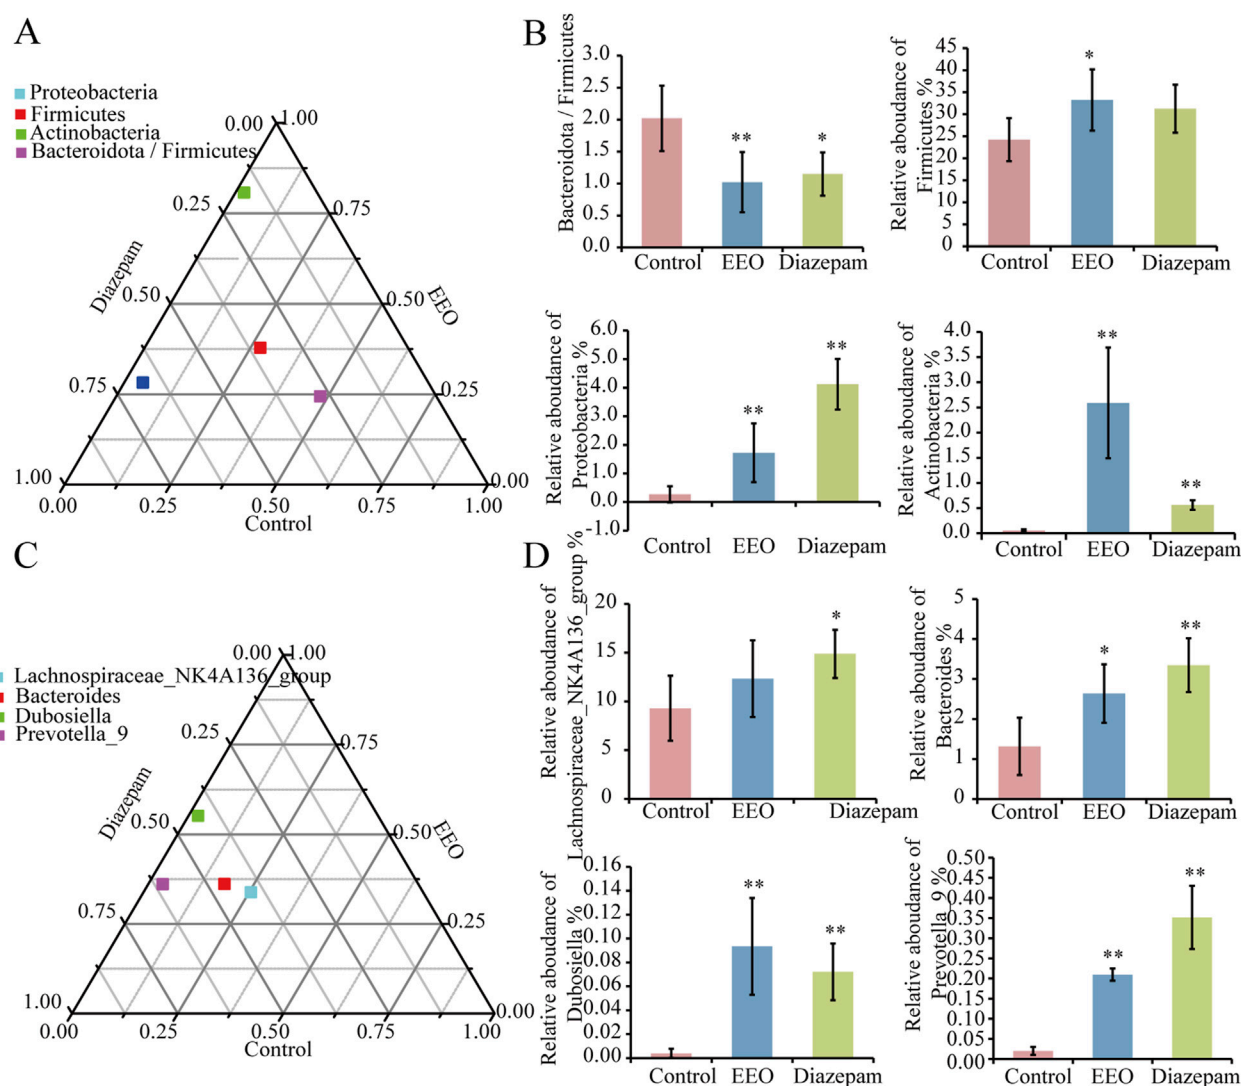 A
Proteobacteria
Firmicutes
Actinobacteria
Bacteroidota / Firmicutes
0.00
1.00
0.25
0.75
Diazepam
0.50
0.50
EEO
0.75
0.25
1.00
0.00
0.00
0.25
0.50
0.75
1.00
Control
B
Bacteroidota / Firmicutes
3.0
2.5
2.0
1.5
1.0
0.5
0.0
**
*
Control
EEO
Diazepam
Relative aboudance of
Firmicutes %
45
40
35
30
25
20
15
10
5
0
*
Control
EEO
Diazepam
Relative aboudance of
Proteobacteria %
6.0
5.0
4.0
3.0
2.0
1.0
0.0
-1.0
**
**
Control
EEO
Diazepam
Relative aboudance of
Actinobacteria %
4.0
3.5
3.0
2.5
2.0
1.5
1.0
0.5
0.0
**
**
Control
EEO
Diazepam
C
Lachnospiraceae_NK4A136_group
Bacteroides
Dubosiella
Prevotella_9
0.00
1.00
0.25
0.75
Diazepam
0.50
0.50
EEO
0.75
0.25
1.00
0.00
0.00
0.25
0.50
0.75
1.00
Control
D
Relative aboudance of
Lachnospiraceae_NK4A136_group %
20
15
10
5
0
*
Control
EEO
Diazepam
Relative aboudance of
Bacteroides %
5
4
3
2
1
0
*
**
Control
EEO
Diazepam
Relative aboudance of
Dubosiella %
0.16
0.14
0.12
0.10
0.08
0.06
0.04
0.02
0.00
**
**
Control
EEO
Diazepam
Relative aboudance of
Prevotella_9 %
0.50
0.45
0.40
0.35
0.30
0.25
0.20
0.15
0.10
0.05
0.00
**
**
Control
EEO
Diazepam